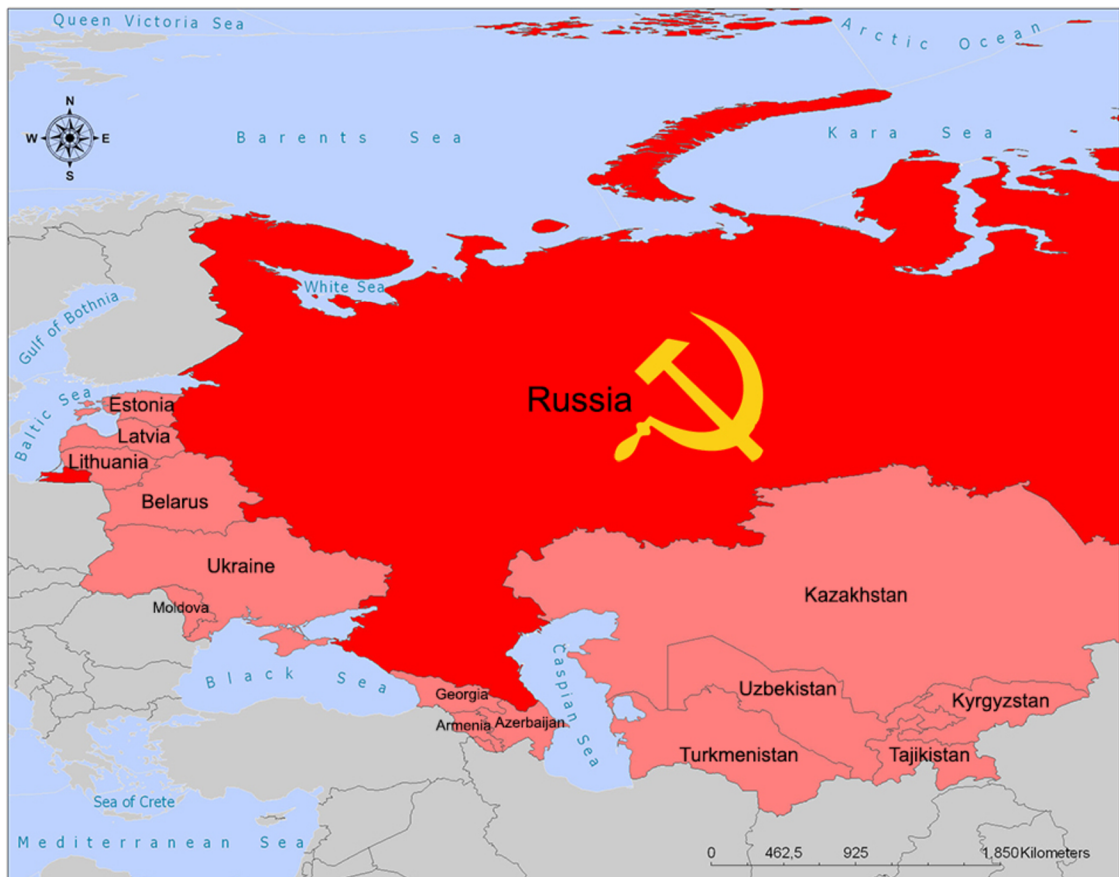 Queen Victoria Sea
Arctic Ocean
N
W E
S
Barents Sea
Kara Sea
White Sea
Gulf of Bothnia
Russia
Baltic Sea
Estonia
Latvia
Lithuania
Belarus
Ukraine
Kazakhstan
Moldova
Black Sea
Caspian Sea
Georgia
Uzbekistan
Kyrgyzstan
Armenia
Azerbaijan
Turkmenistan
Tajikistan
Sea of Crete
Mediterranean Sea
0 462,5 925 1.850 Kilometers